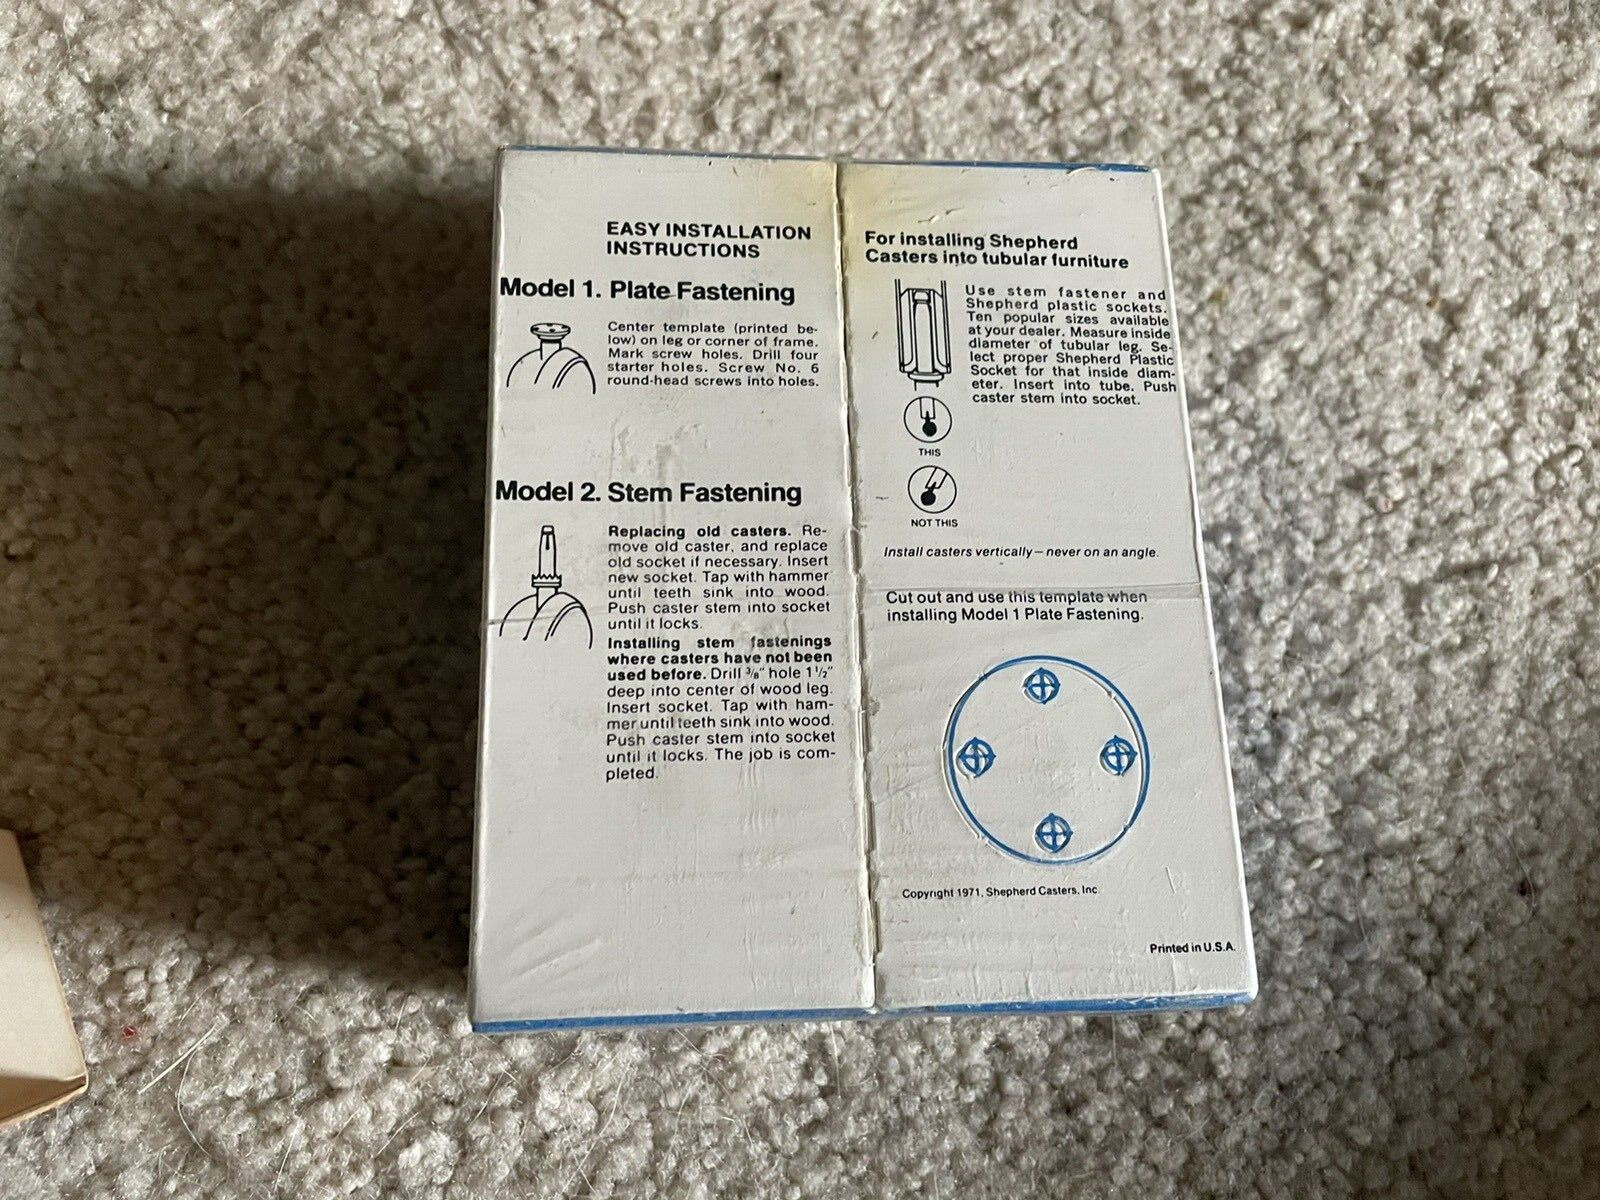 EASY INSTALLATION
INSTRUCTIONS
Model 1. Plate Fastening
Center template (printed be-
low) on leg or corner of frame.
Mark screw holes. Drill four
starter holes. Screw No. 6
round-head screws into holes.
Model 2. Stem Fastening
Replacing old casters. Re-
move old caster, and replace
old socket if necessary. Insert
new socket. Tap with hammer
until teeth sink into wood.
Push caster stem into socket
until it locks.
Installing stem fastenings
where casters have not been
used before. Drill 3/8" hole 1 1/2"
deep into center of wood leg.
Insert socket. Tap with ham-
mer until teeth sink into wood.
Push caster stem into socket
until it locks. The job is com-
pleted.
For installing Shepherd
Casters into tubular furniture
Use stem fastener and
Shepherd plastic sockets.
Ten popular sizes available
at your dealer. Measure inside
diameter of tubular leg. Se-
lect proper Shepherd Plastic
Socket for that inside diam-
eter. Insert into tube. Push
caster stem into socket.
THIS
NOT THIS
Install casters vertically—never on an angle.
Cut out and use this template when
installing Model 1 Plate Fastening.
Copyright 1971, Shepherd Casters, Inc.
Printed in U.S.A.